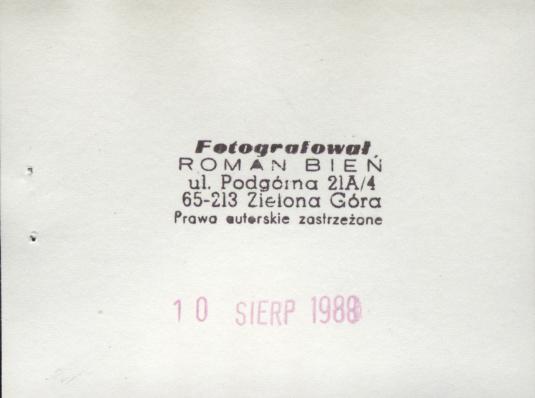 Fotografował
ROMAN BIEŃ
ul. Podgórna 21A/4
65-213 Zielona Góra
Prawa autorskie zastrzeżone
10 SIERP 1988